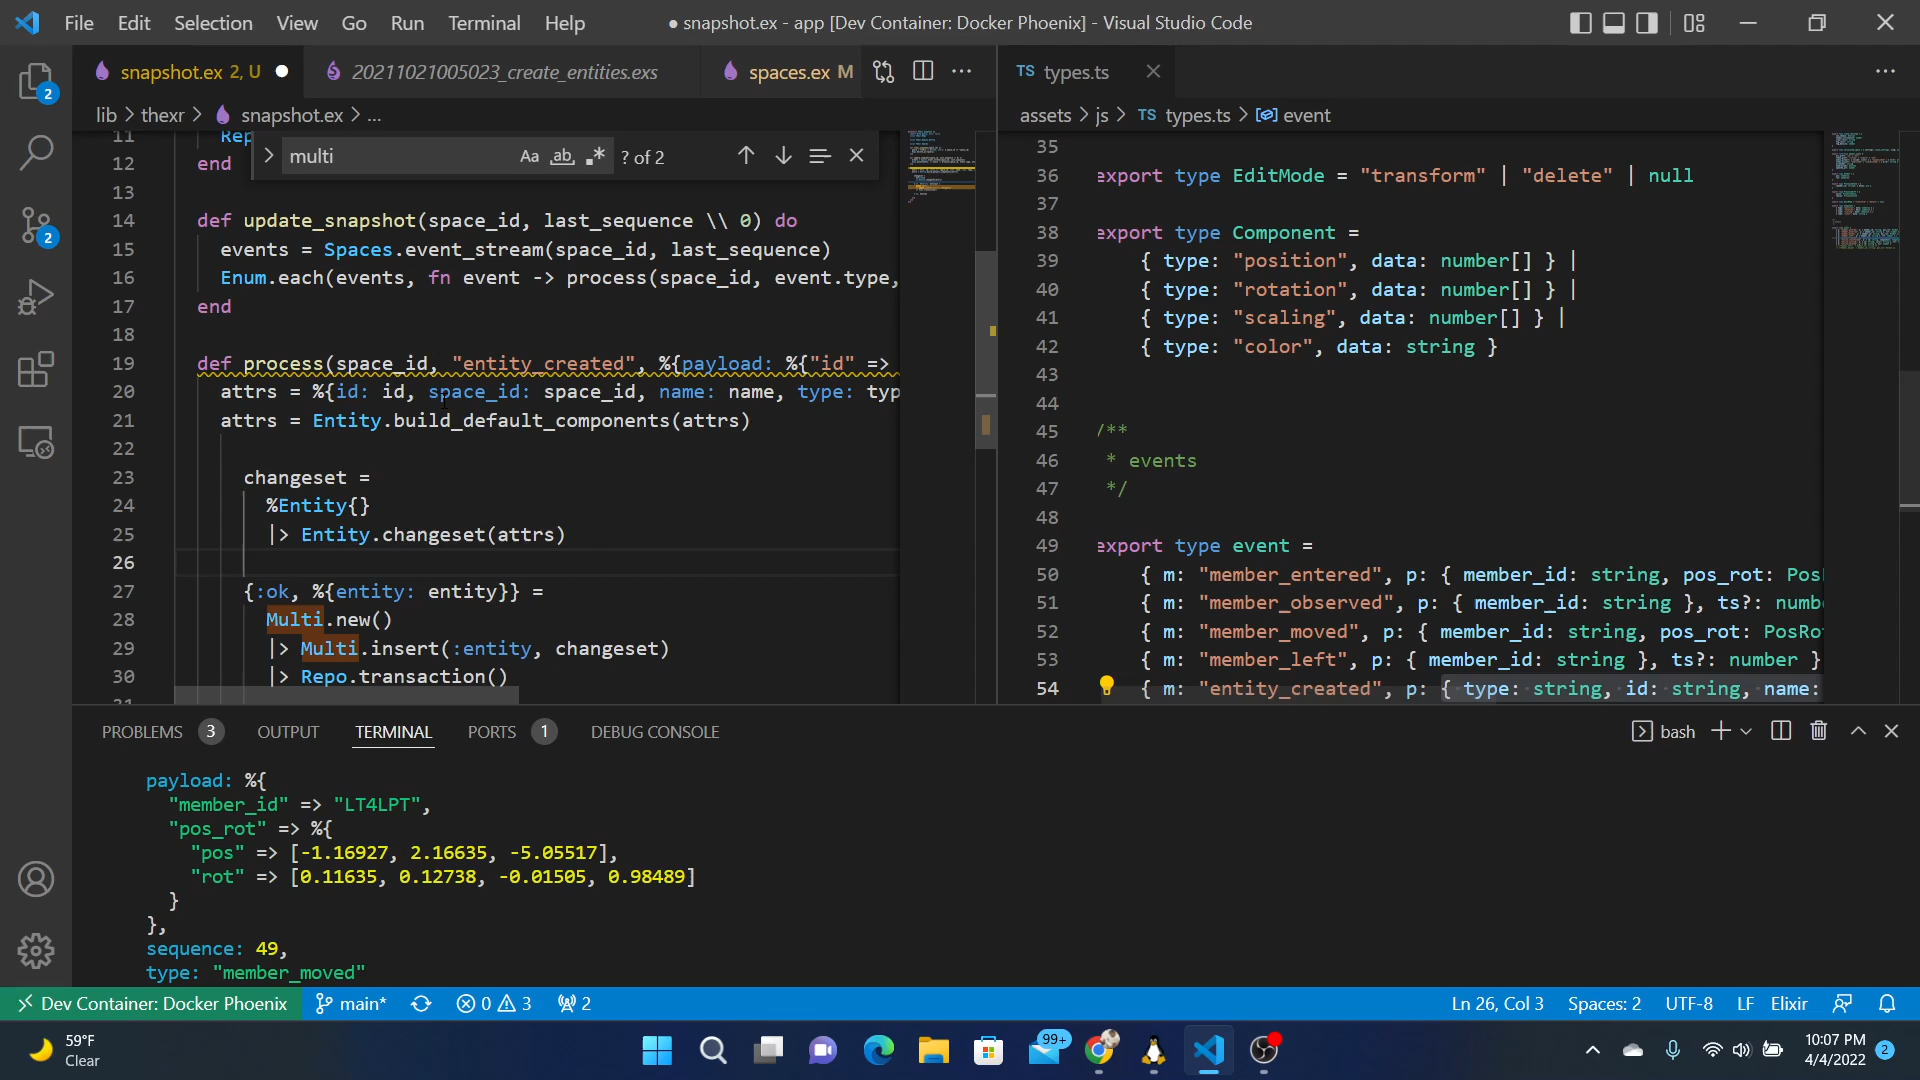 File Edit Selection View Go Run Terminal Help
● snapshot.ex - app [Dev Container: Docker Phoenix] - Visual Studio Code
snapshot.ex 2, U ●
20211021005023_create_entities.exs
spaces.ex M
TS types.ts
lib > thexr > snapshot.ex > ...
assets > js > TS types.ts > event
multi
Aa ab .* ? of 2
11 Rep
12 end
13
14 def update_snapshot(space_id, last_sequence \\ 0) do
15 events = Spaces.event_stream(space_id, last_sequence)
16 Enum.each(events, fn event -> process(space_id, event.type,
17 end
18
19 def process(space_id, "entity_created", %{payload: %{"id" =>
20 attrs = %{id: id, space_id: space_id, name: name, type: typ
21 attrs = Entity.build_default_components(attrs)
22
23 changeset =
24 %Entity{}
25 |> Entity.changeset(attrs)
26
27 {:ok, %{entity: entity}} =
28 Multi.new()
29 |> Multi.insert(:entity, changeset)
30 |> Repo.transaction()
35
36 export type EditMode = "transform" | "delete" | null
37
38 export type Component =
39 { type: "position", data: number[] } |
40 { type: "rotation", data: number[] } |
41 { type: "scaling", data: number[] } |
42 { type: "color", data: string }
43
44
45 /**
46 * events
47 */
48
49 export type event =
50 { m: "member_entered", p: { member_id: string, pos_rot: Pos
51 { m: "member_observed", p: { member_id: string }, ts?: numb
52 { m: "member_moved", p: { member_id: string, pos_rot: PosRo
53 { m: "member_left", p: { member_id: string }, ts?: number }
54 { m: "entity_created", p: { type: string, id: string, name:
PROBLEMS 3 OUTPUT TERMINAL PORTS 1 DEBUG CONSOLE
bash
payload: %{
"member_id" => "LT4LPT",
"pos_rot" => %{
"pos" => [-1.16927, 2.16635, -5.05517],
"rot" => [0.11635, 0.12738, -0.01505, 0.98489]
}
},
sequence: 49,
type: "member_moved"
2
2
Dev Container: Docker Phoenix main* 0 3 2
Ln 26, Col 3 Spaces: 2 UTF-8 LF Elixir
59°F
Clear
99+
10:07 PM
4/4/2022
2